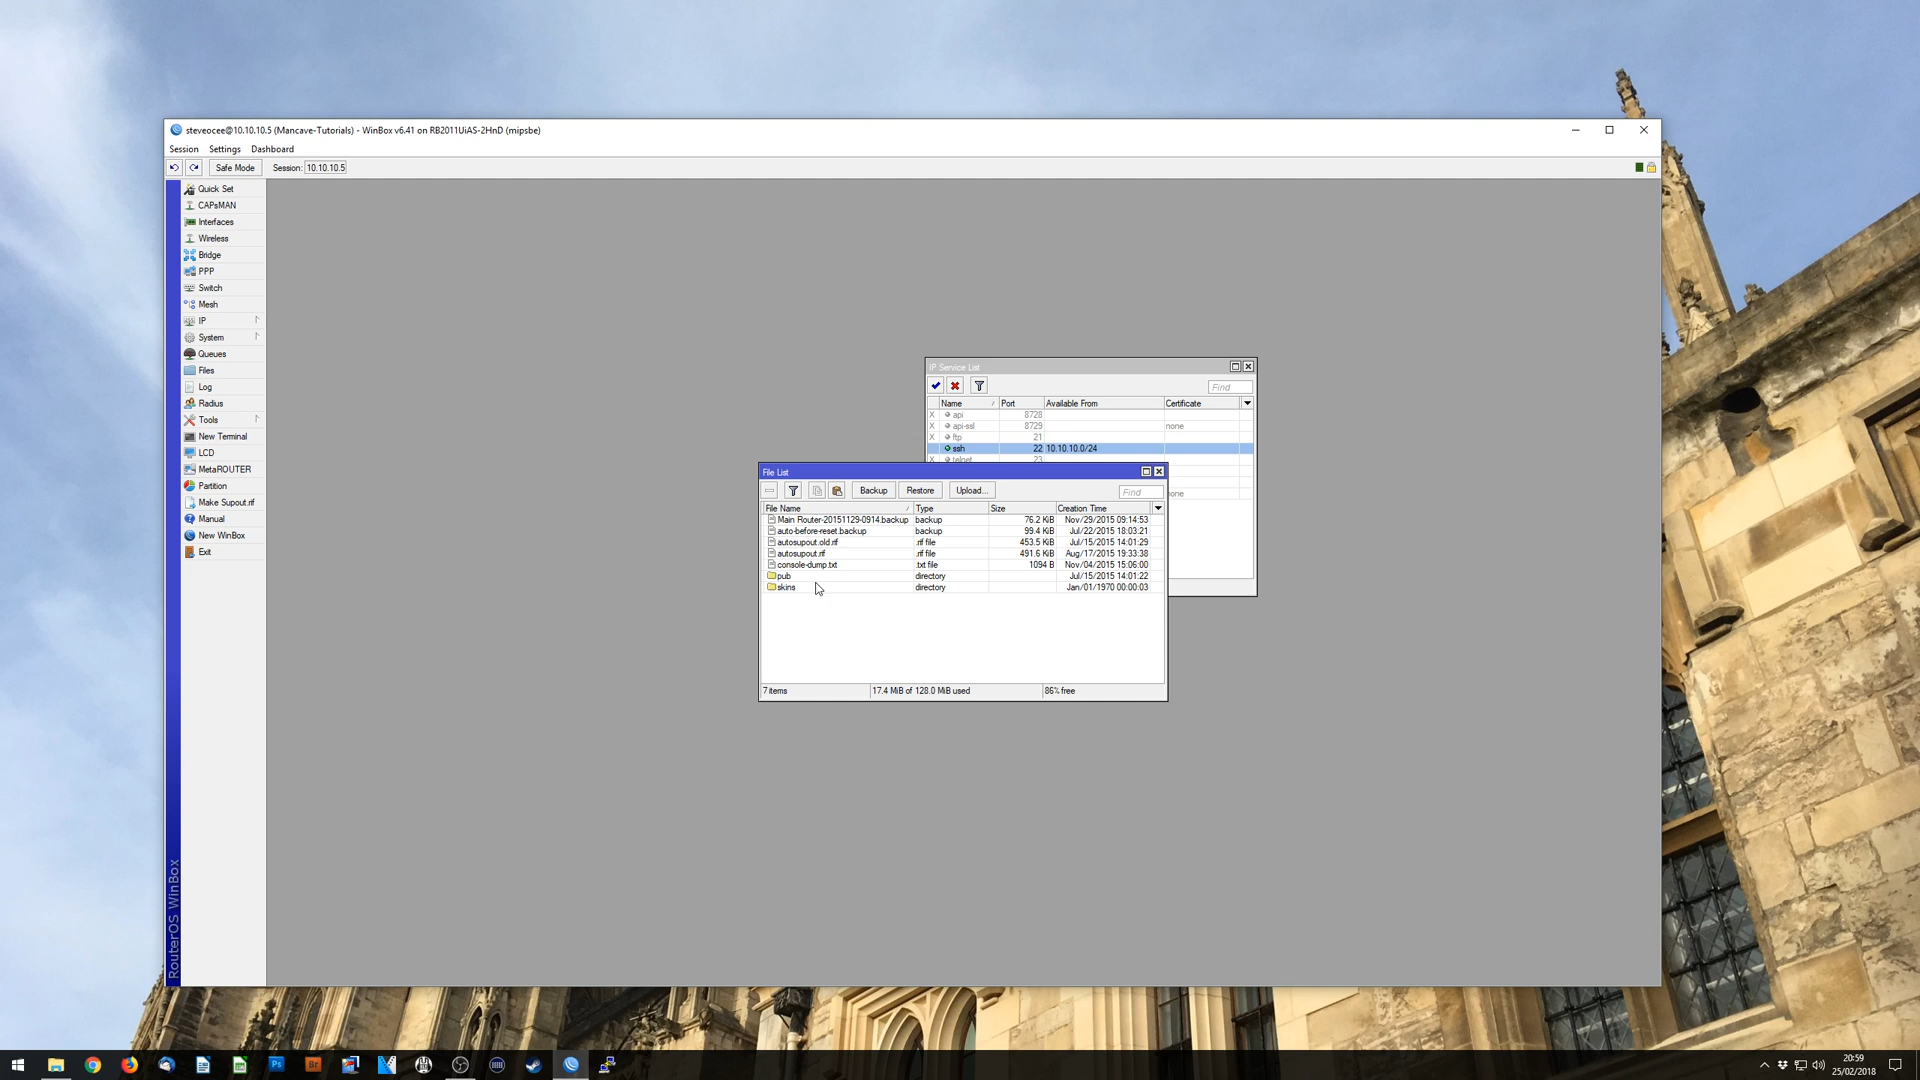 steveocee@10.10.10.5 (Mancave-Tutorials) - WinBox v6.41 on RB2011UiAS-2HnD (mipsbe)
Session Settings Dashboard
Safe Mode Session: 10.10.10.5
Quick Set
CAPsMAN
Interfaces
Wireless
Bridge
PPP
Switch
Mesh
IP
System
Queues
Files
Log
Radius
Tools
New Terminal
LCD
MetaROUTER
Partition
Make Supout.rif
Manual
New WinBox
Exit
RouterOS WinBox
IP Service List
Find
Name Port Available From Certificate
X api 8728
X api-ssl 8729 none
X ftp 21
ssh 22 10.10.10.0/24
X telnet 23
none
File List
Backup Restore Upload... Find
File Name Type Size Creation Time
Main Router-20151129-0914.backup backup 76.2 KiB Nov/29/2015 09:14:53
auto-before-reset.backup backup 99.4 KiB Jul/22/2015 18:03:21
autosupout.old.rif .rif file 453.5 KiB Jul/15/2015 14:01:29
autosupout.rif .rif file 491.6 KiB Aug/17/2015 19:33:38
console-dump.txt .txt file 1094 B Nov/04/2015 15:06:00
pub directory Jul/15/2015 14:01:22
skins directory Jan/01/1970 00:00:03
7 items 17.4 MiB of 128.0 MiB used 86% free
Ps
Br
20:59
25/02/2018